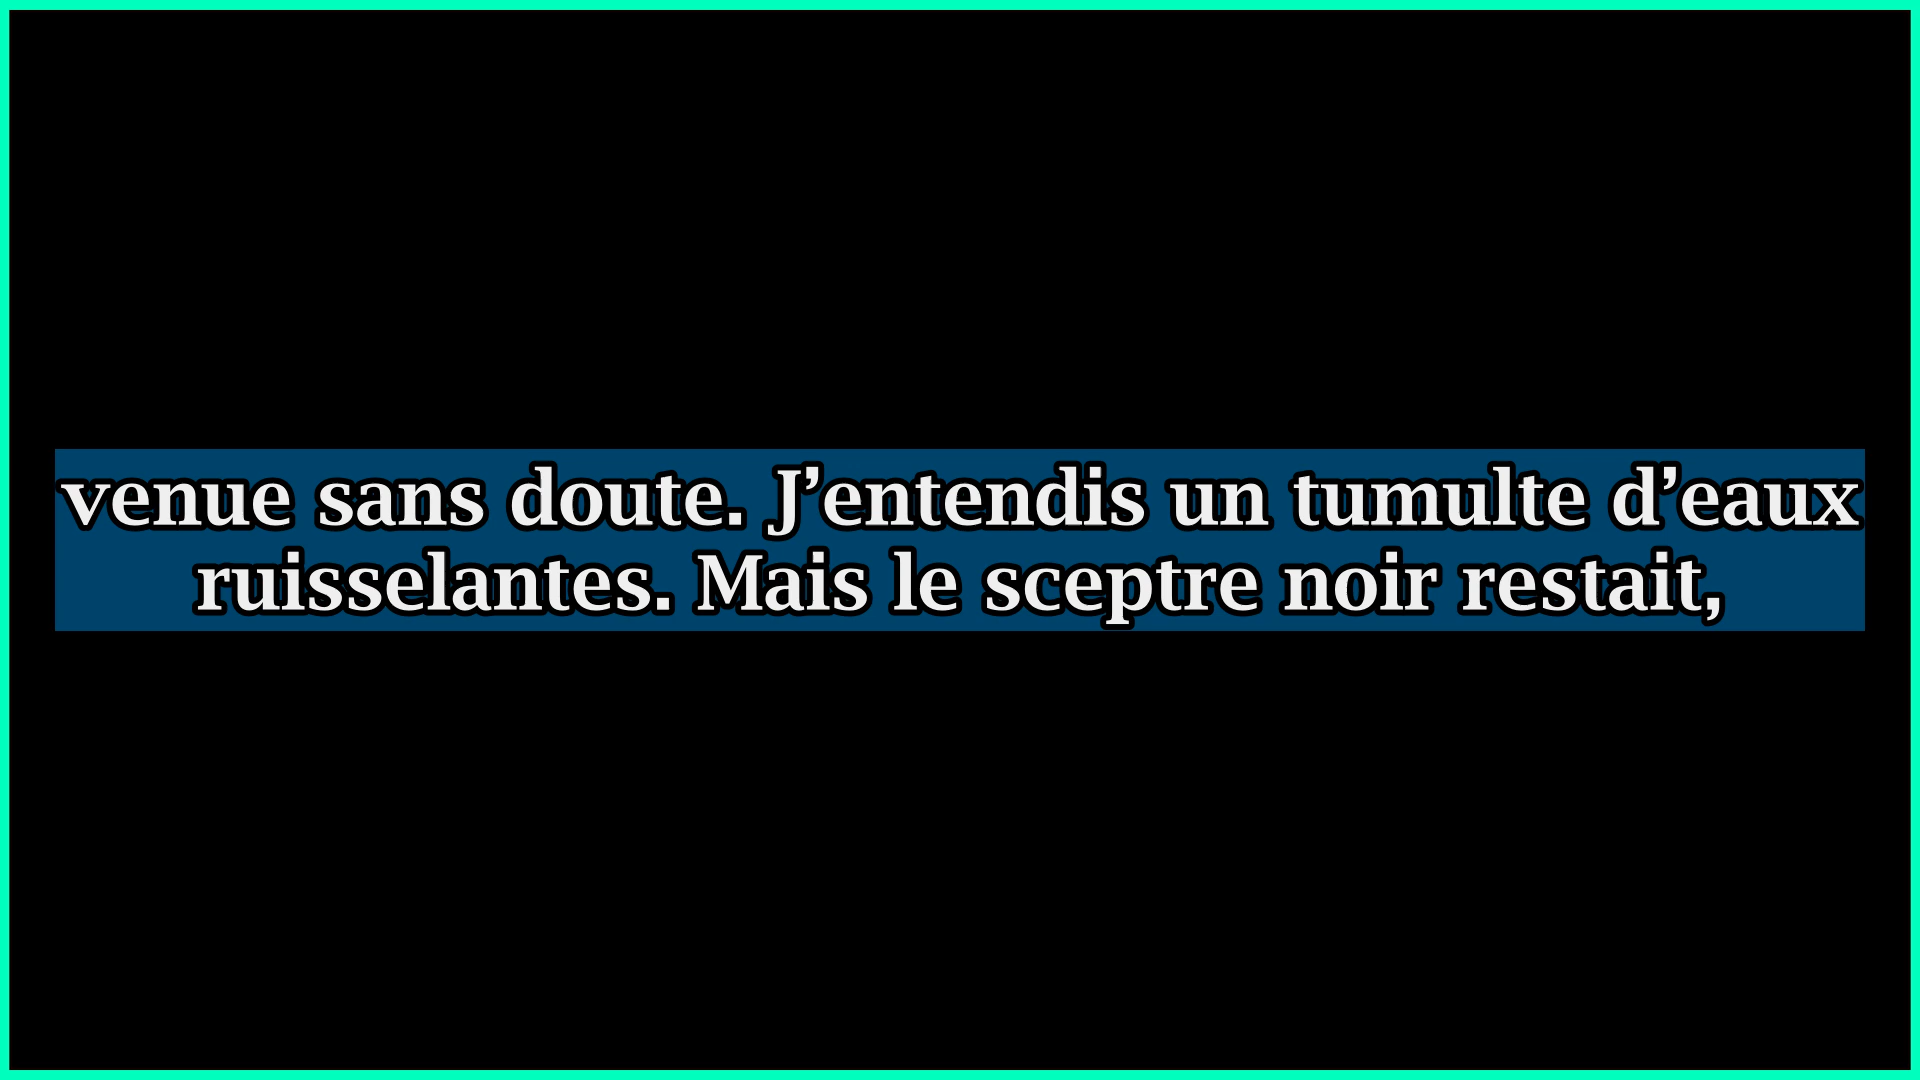 venue sans doute. J’entendis un tumulte d’eaux
ruisselantes. Mais le sceptre noir restait,